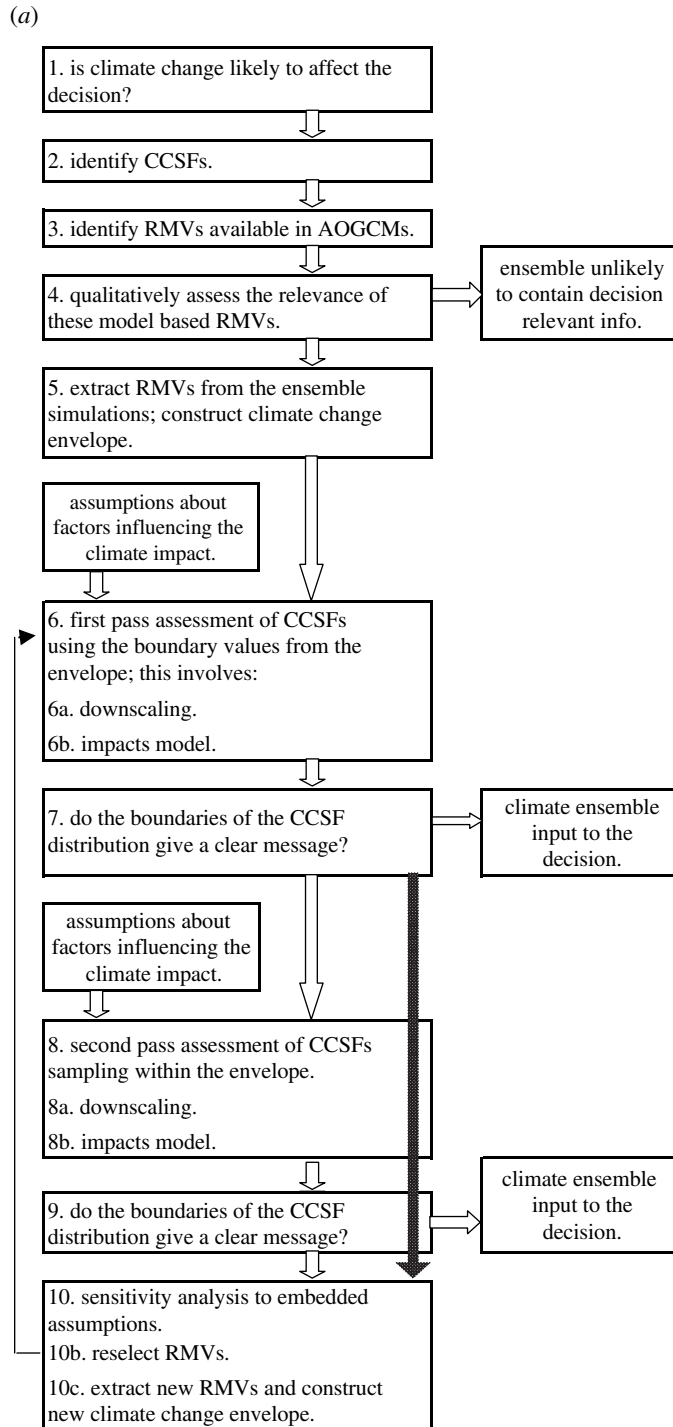 (a)
1. is climate change likely to affect the
decision?
2. identify CCSFs.
3. identify RMVs available in AOGCMs.
4. qualitatively assess the relevance of
these model based RMVs.
ensemble unlikely
to contain decision
relevant info.
5. extract RMVs from the ensemble
simulations; construct climate change
envelope.
assumptions about
factors influencing the
climate impact.
6. first pass assessment of CCSFs
using the boundary values from the
envelope; this involves:
6a. downscaling.
6b. impacts model.
7. do the boundaries of the CCSF
distribution give a clear message?
climate ensemble
input to the
decision.
assumptions about
factors influencing the
climate impact.
8. second pass assessment of CCSFs
sampling within the envelope.
8a. downscaling.
8b. impacts model.
9. do the boundaries of the CCSF
distribution give a clear message?
climate ensemble
input to the
decision.
10. sensitivity analysis to embedded
assumptions.
10b. reselect RMVs.
10c. extract new RMVs and construct
new climate change envelope.